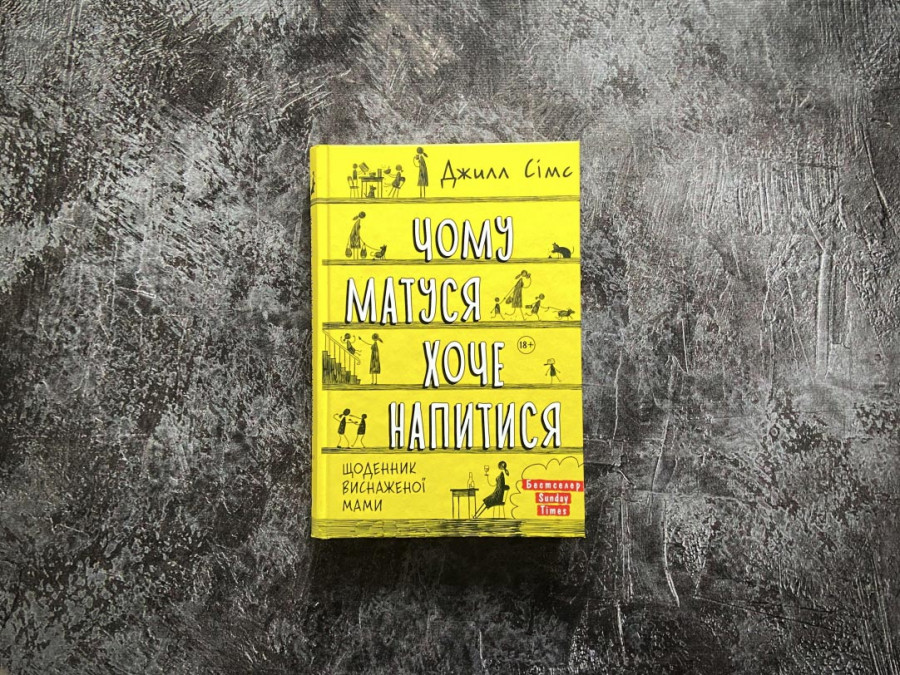 Джилл Сімс
ЧОМУ
МАТУСЯ
ХОЧЕ
18+
НАПИТИСЯ
ЩОДЕННИК
ВИСНАЖЕНОЇ
МАМИ
Бестселер
Sunday
Times